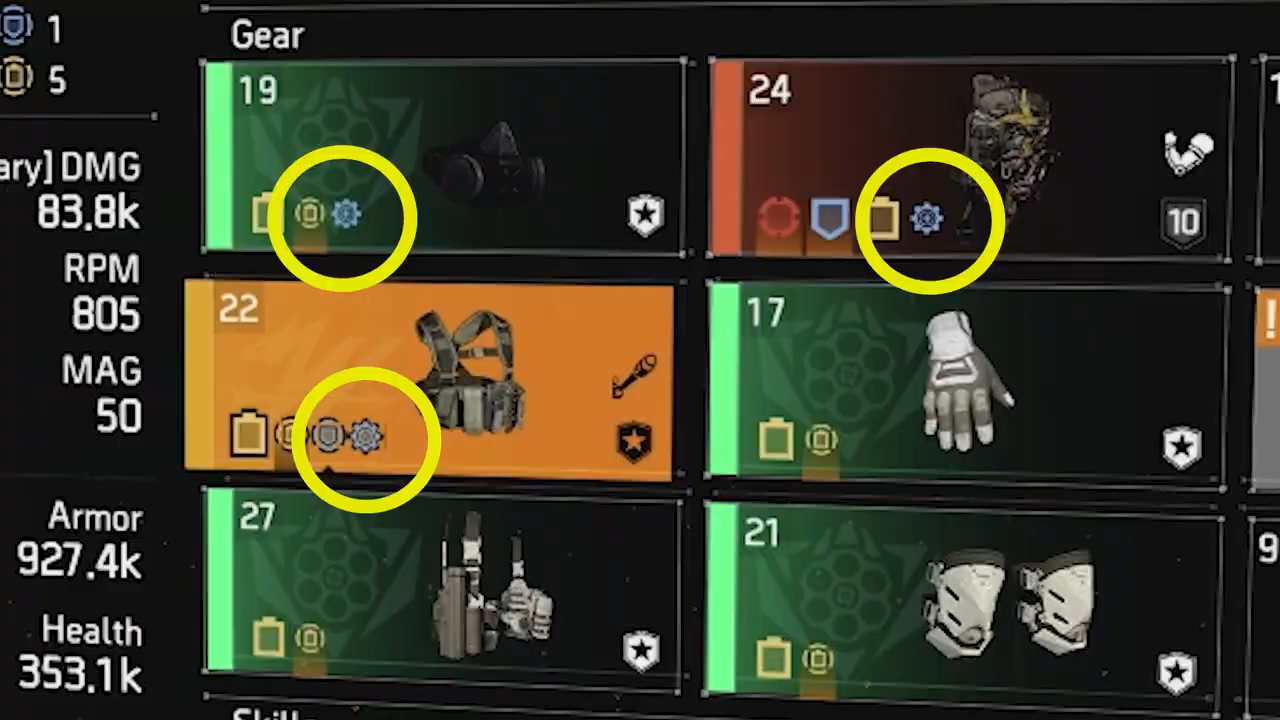 1
5
ary] DMG
83.8k
RPM
805
MAG
50
Armor
927.4k
Health
353.1k
Gear
19
24
10
22
17
!
27
21
9